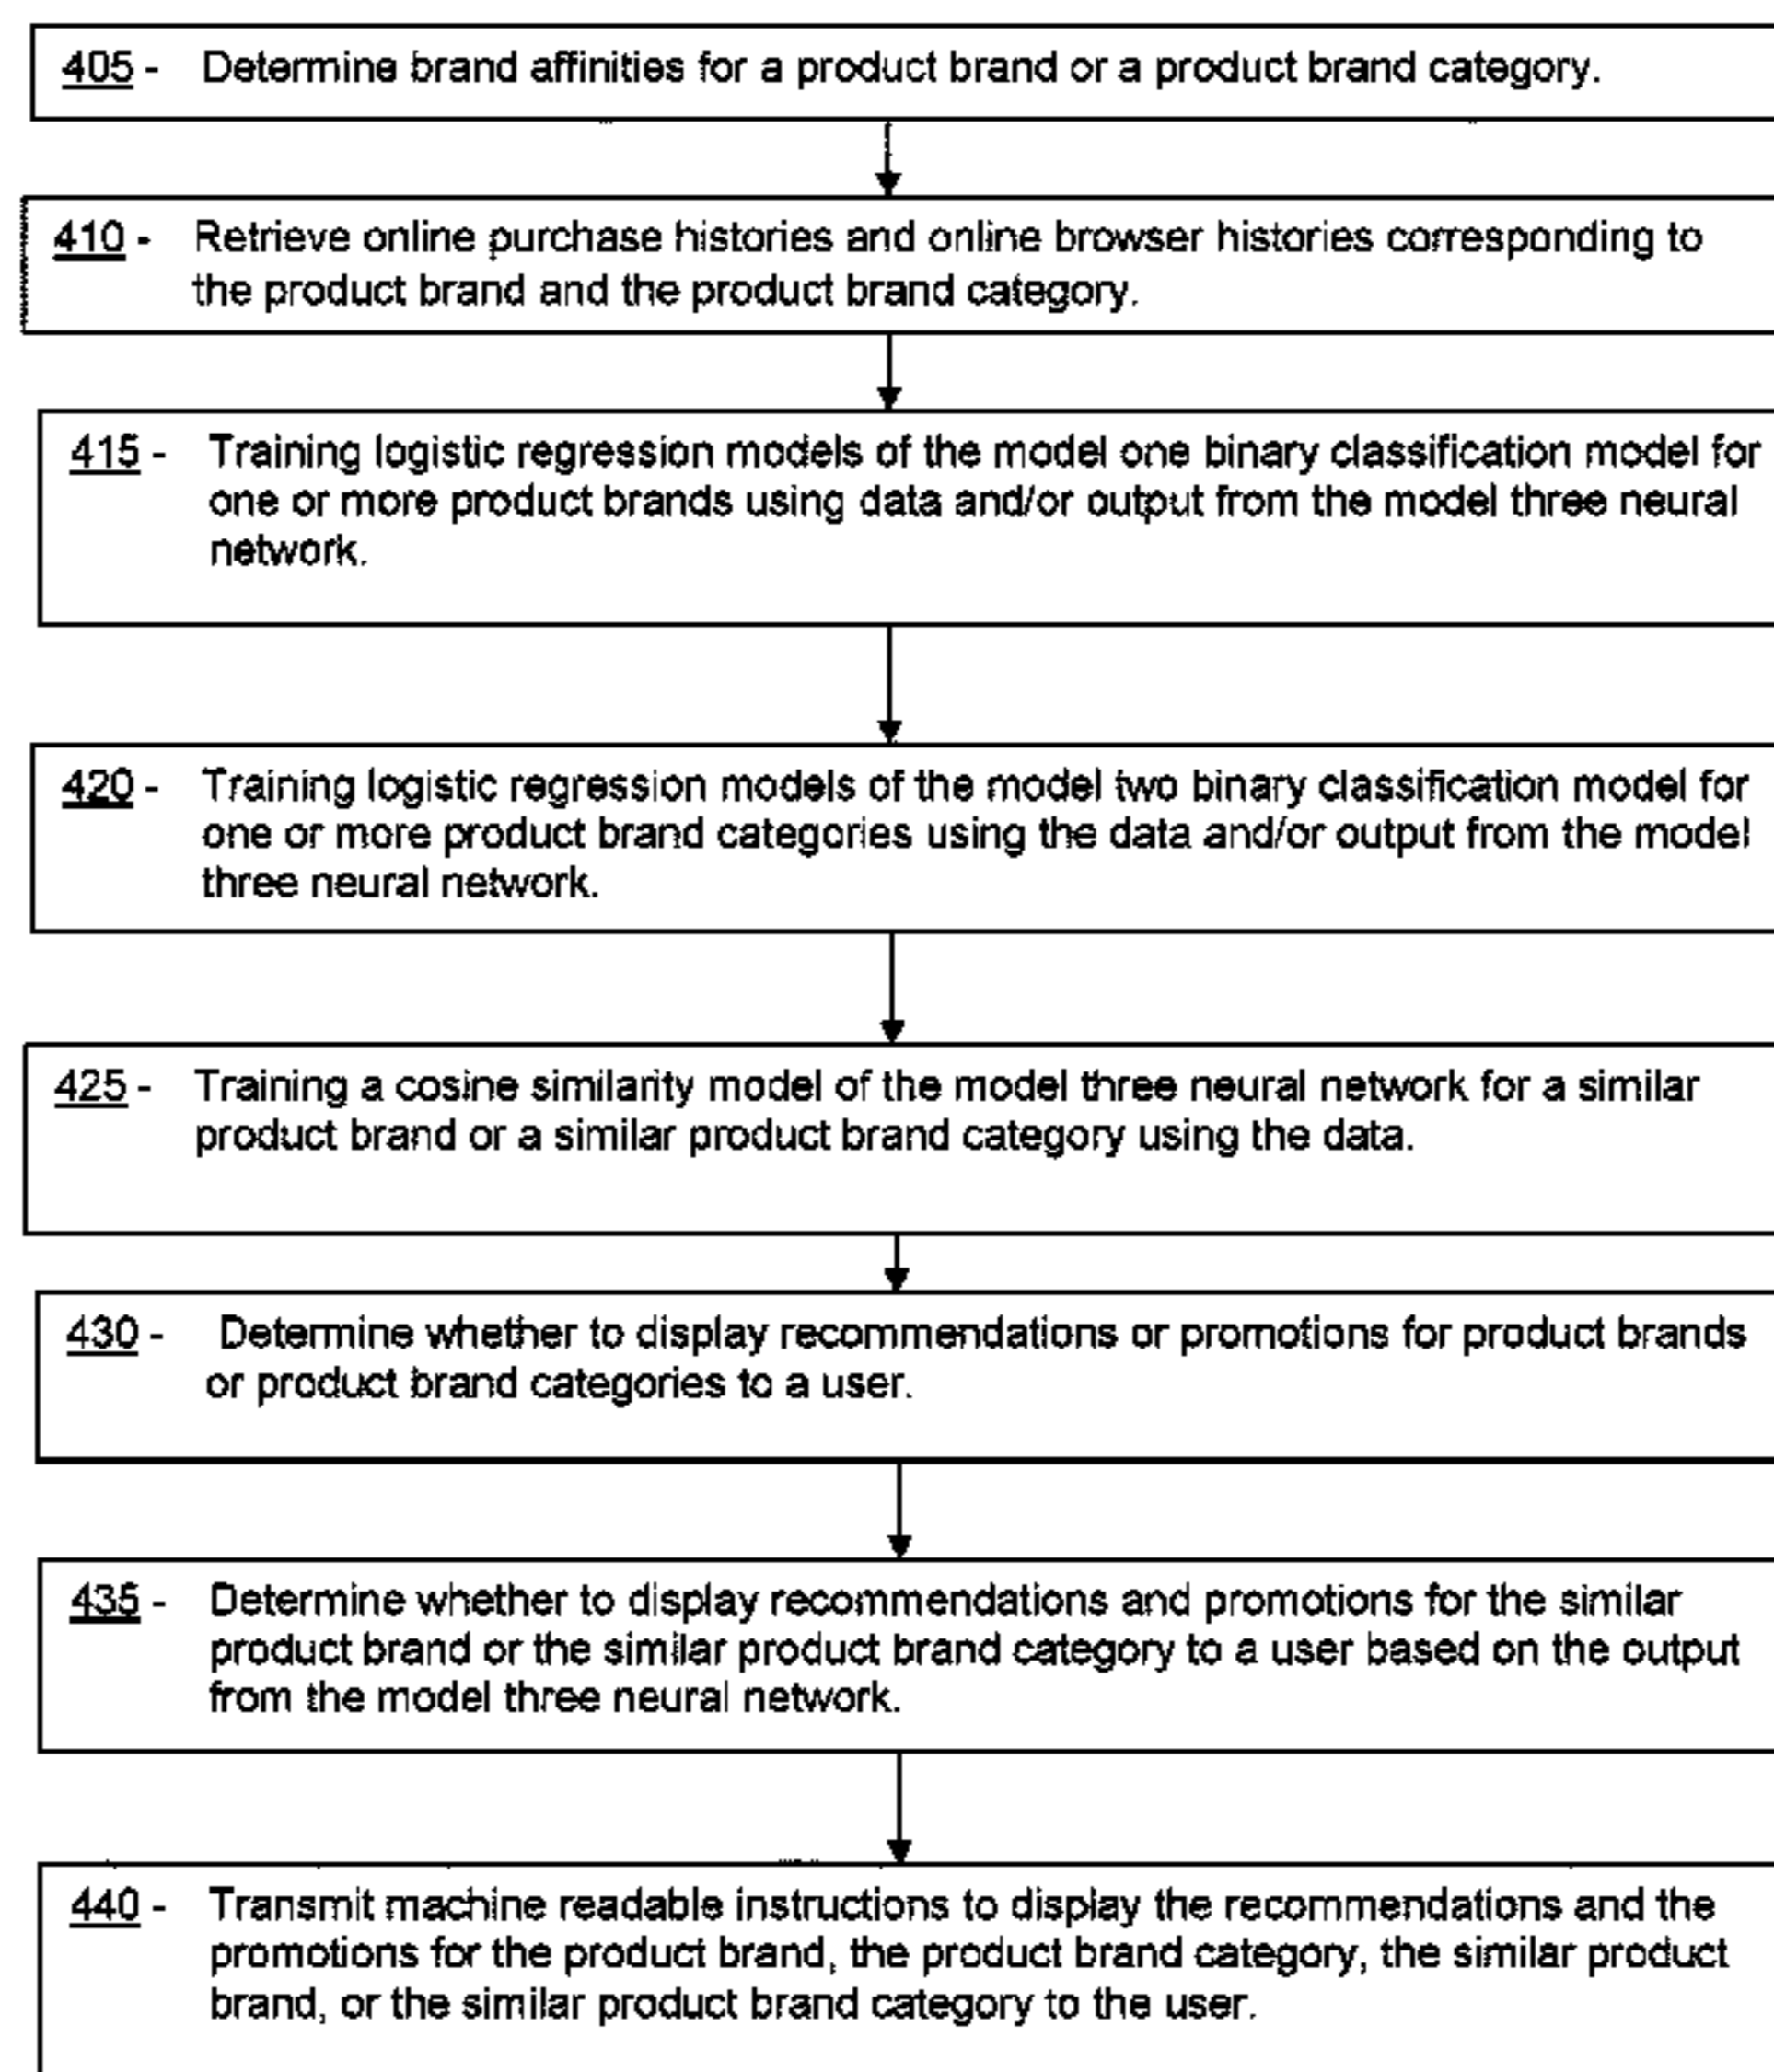 405 - Determine brand affinities for a product brand or a product brand category.
410 - Retrieve online purchase histories and online browser histories corresponding to
the product brand and the product brand category.
415 - Training logistic regression models of the model one binary classification model for
one or more product brands using data and/or output from the model three neural
network.
420 - Training logistic regression models of the model two binary classification model for
one or more product brand categories using the data and/or output from the model
three neural network.
425 - Training a cosine similarity model of the model three neural network for a similar
product brand or a similar product brand category using the data.
430 - Determine whether to display recommendations or promotions for product brands
or product brand categories to a user.
435 - Determine whether to display recommendations and promotions for the similar
product brand or the similar product brand category to a user based on the output
from the model three neural network.
440 - Transmit machine readable instructions to display the recommendations and the
promotions for the product brand, the product brand category, the similar product
brand, or the similar product brand category to the user.